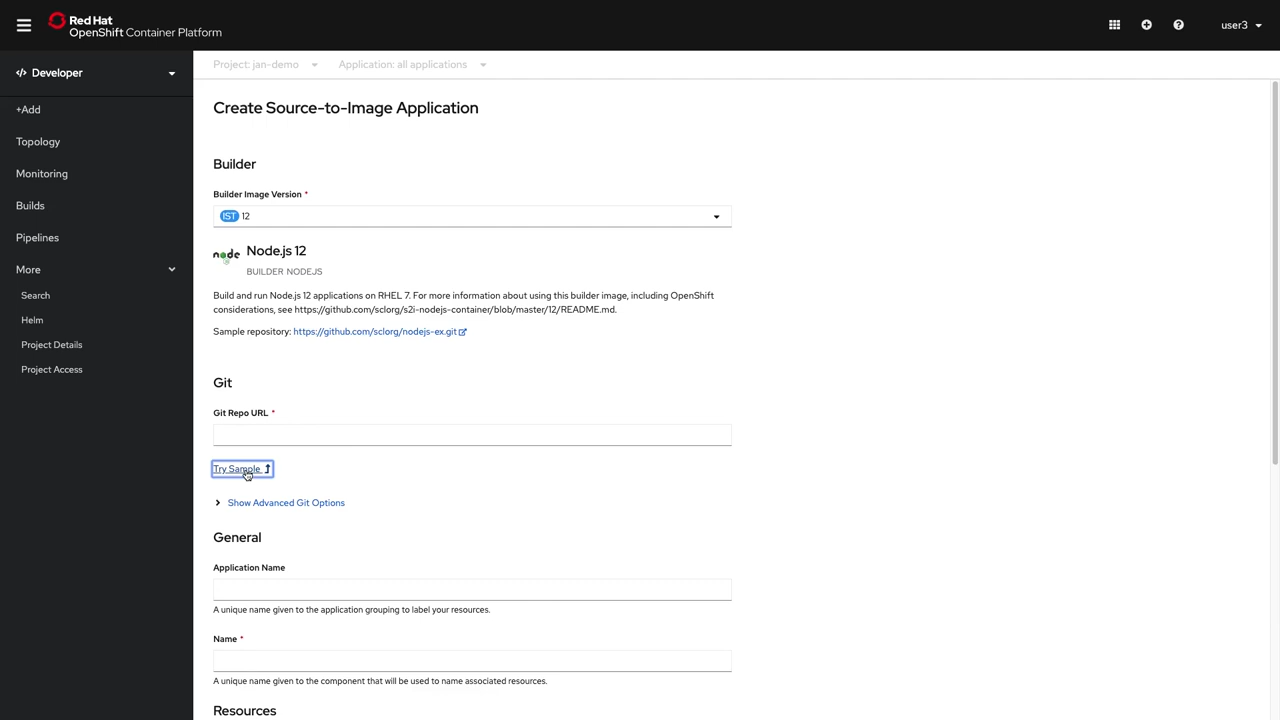 Red Hat
OpenShift Container Platform
user3
Developer
Project: jan-demo
Application: all applications
+Add
Topology
Monitoring
Builds
Pipelines
More
Search
Helm
Project Details
Project Access
Create Source-to-Image Application
Builder
Builder Image Version *
IST 12
node
Node.js 12
BUILDER NODEJS
Build and run Node.js 12 applications on RHEL 7. For more information about using this builder image, including OpenShift
considerations, see https://github.com/sclorg/s2i-nodejs-container/blob/master/12/README.md.
Sample repository: https://github.com/sclorg/nodejs-ex.git
Git
Git Repo URL *
Try Sample
Show Advanced Git Options
General
Application Name
A unique name given to the application grouping to label your resources.
Name *
A unique name given to the component that will be used to name associated resources.
Resources